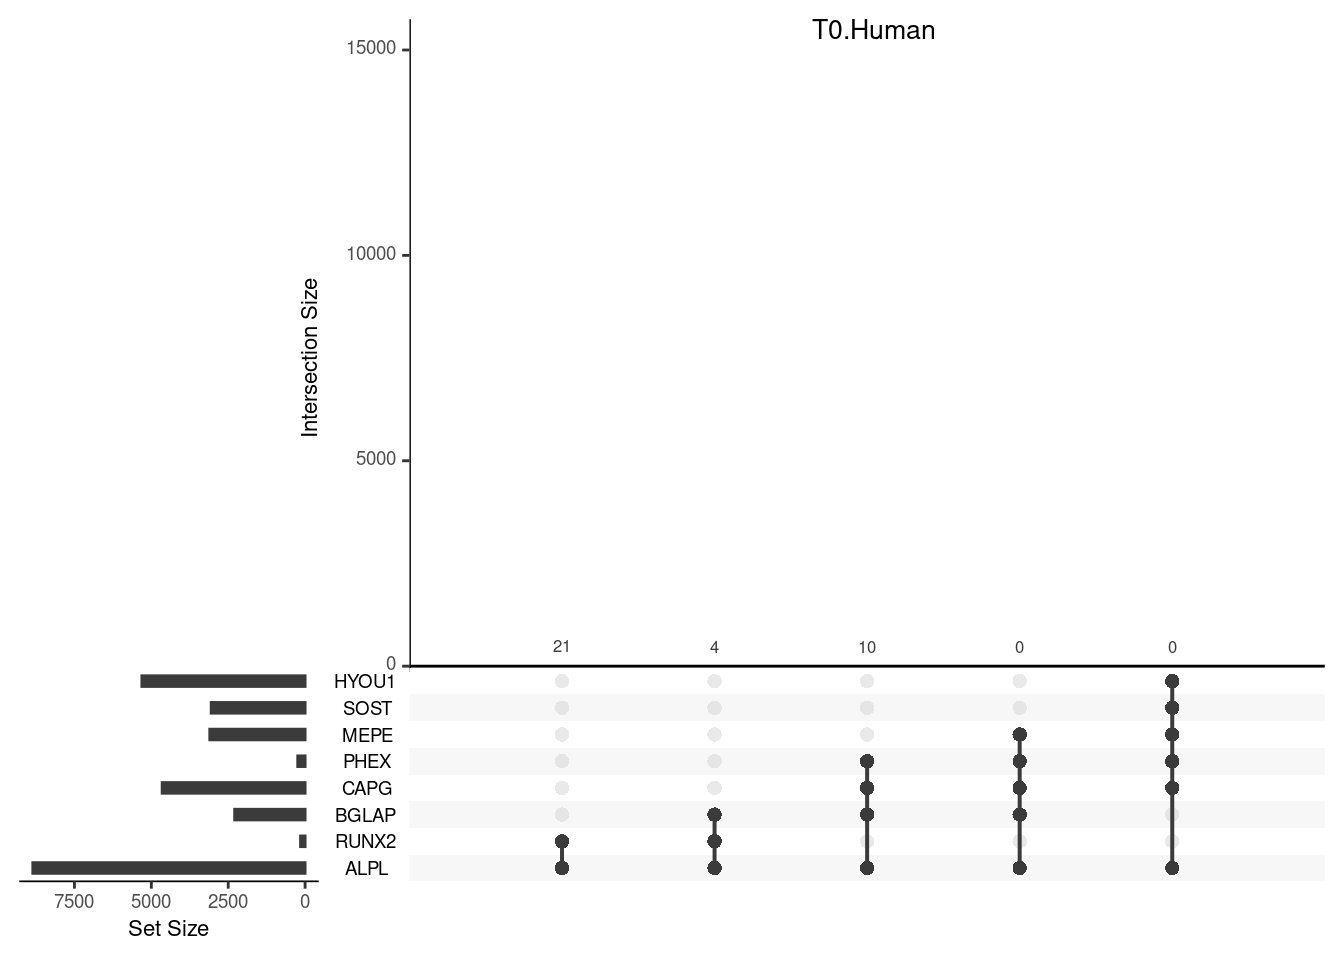 T0.Human
15000
10000
5000
0
Intersection Size
21 4 10 0 0
HYOU1
SOST
MEPE
PHEX
CAPG
BGLAP
RUNX2
ALPL
7500 5000 2500 0
Set Size